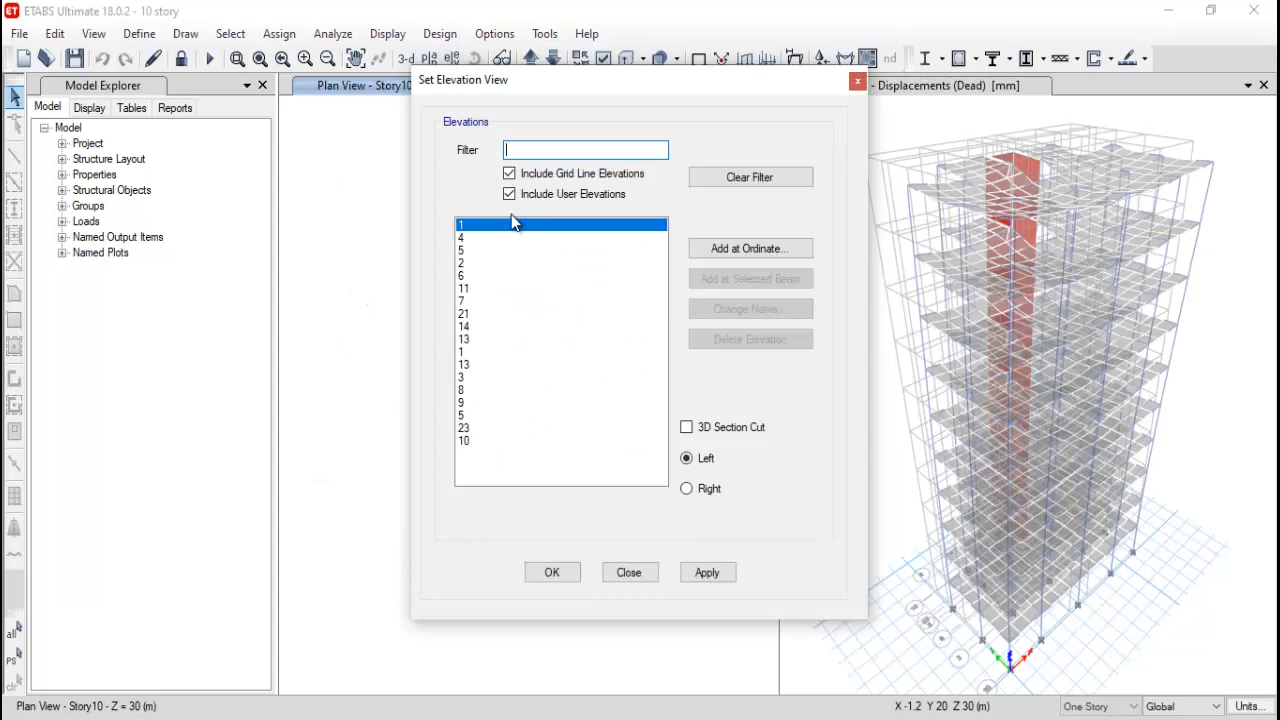 ETABS Ultimate 18.0.2 - 10 story
File Edit View Define Draw Select Assign Analyze Display Design Options Tools Help
3-d nd
Model Explorer
Plan View - Story10
- Displacements (Dead) [mm]
Model Display Tables Reports
Model
Project
Structure Layout
Properties
Structural Objects
Groups
Loads
Named Output Items
Named Plots
all
PS
clr
Set Elevation View
Elevations
Filter
Include Grid Line Elevations
Include User Elevations
Clear Filter
1
4
5
2
6
11
7
21
14
13
1
13
3
8
9
5
23
10
Add at Ordinate...
Add at Selected Beam
Change Name...
Delete Elevation
3D Section Cut
Left
Right
OK Close Apply
Plan View - Story10 - Z = 30 (m)
X -1.2 Y 20 Z 30 (m)
One Story
Global
Units...